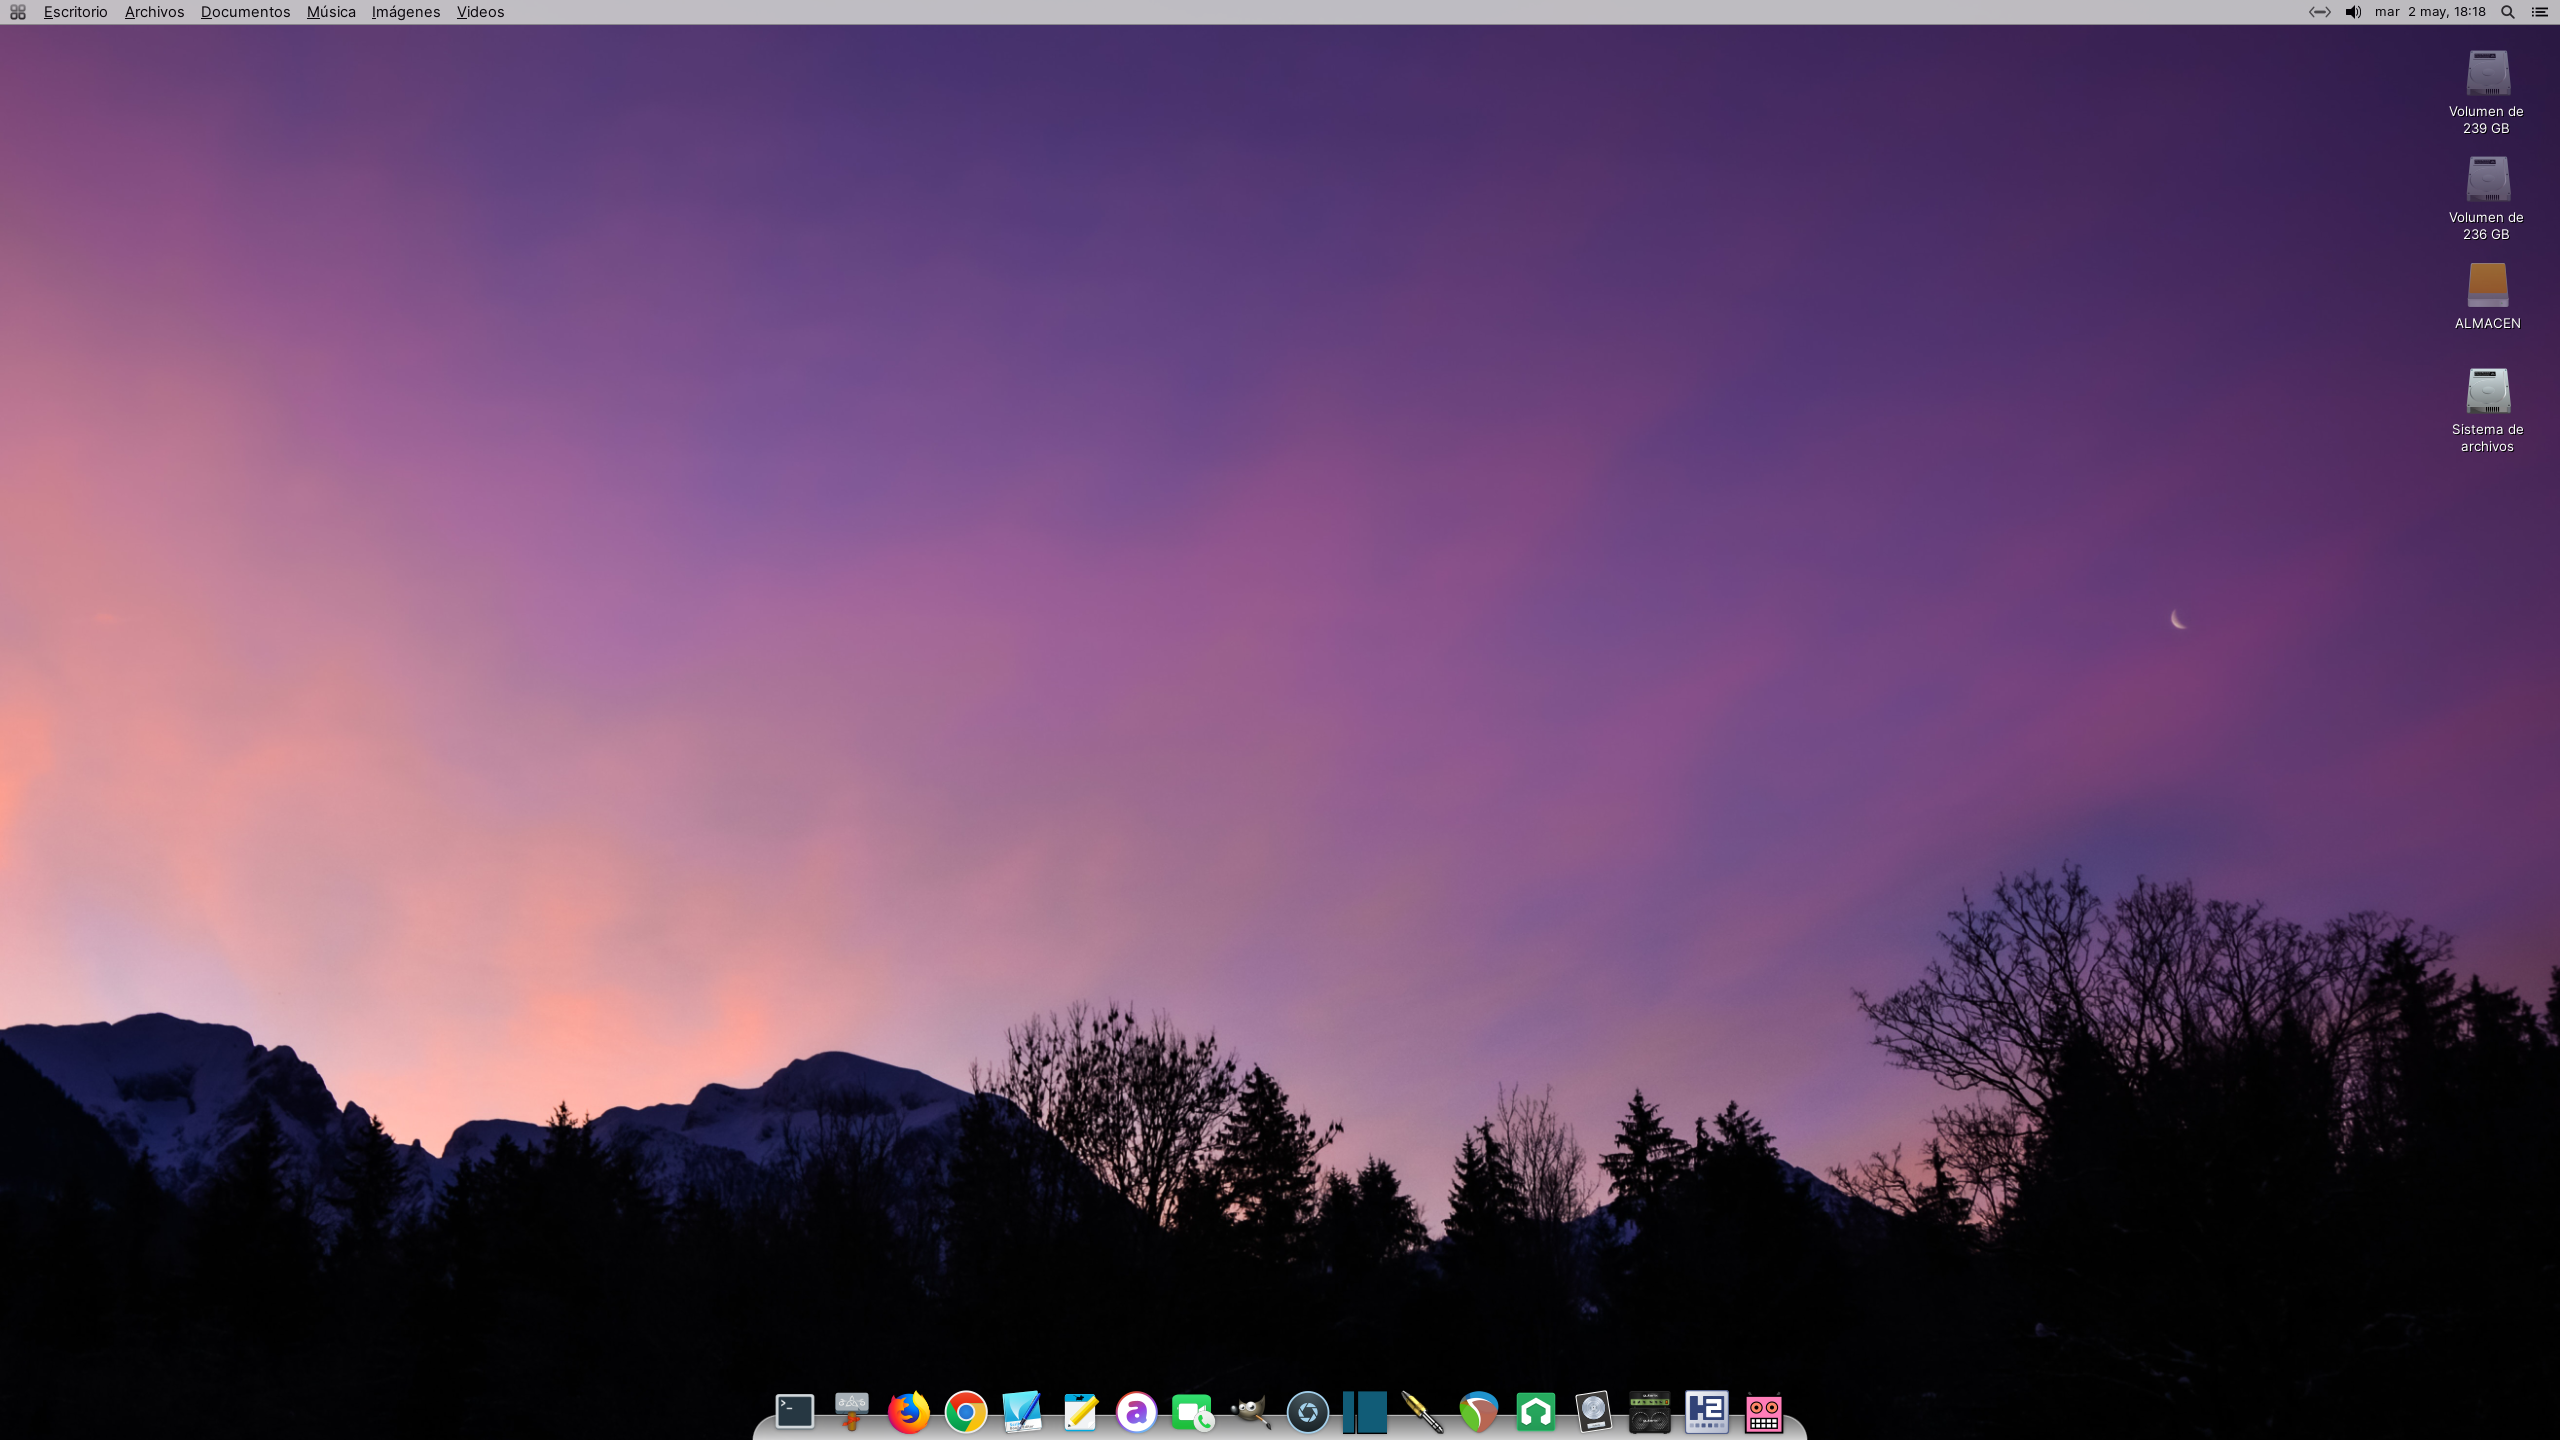 Escritorio Archivos Documentos Música Imágenes Videos mar 2 may, 18:18
Volumen de
239 GB
Volumen de
236 GB
ALMACEN
Sistema de
archivos
>_
a
H2